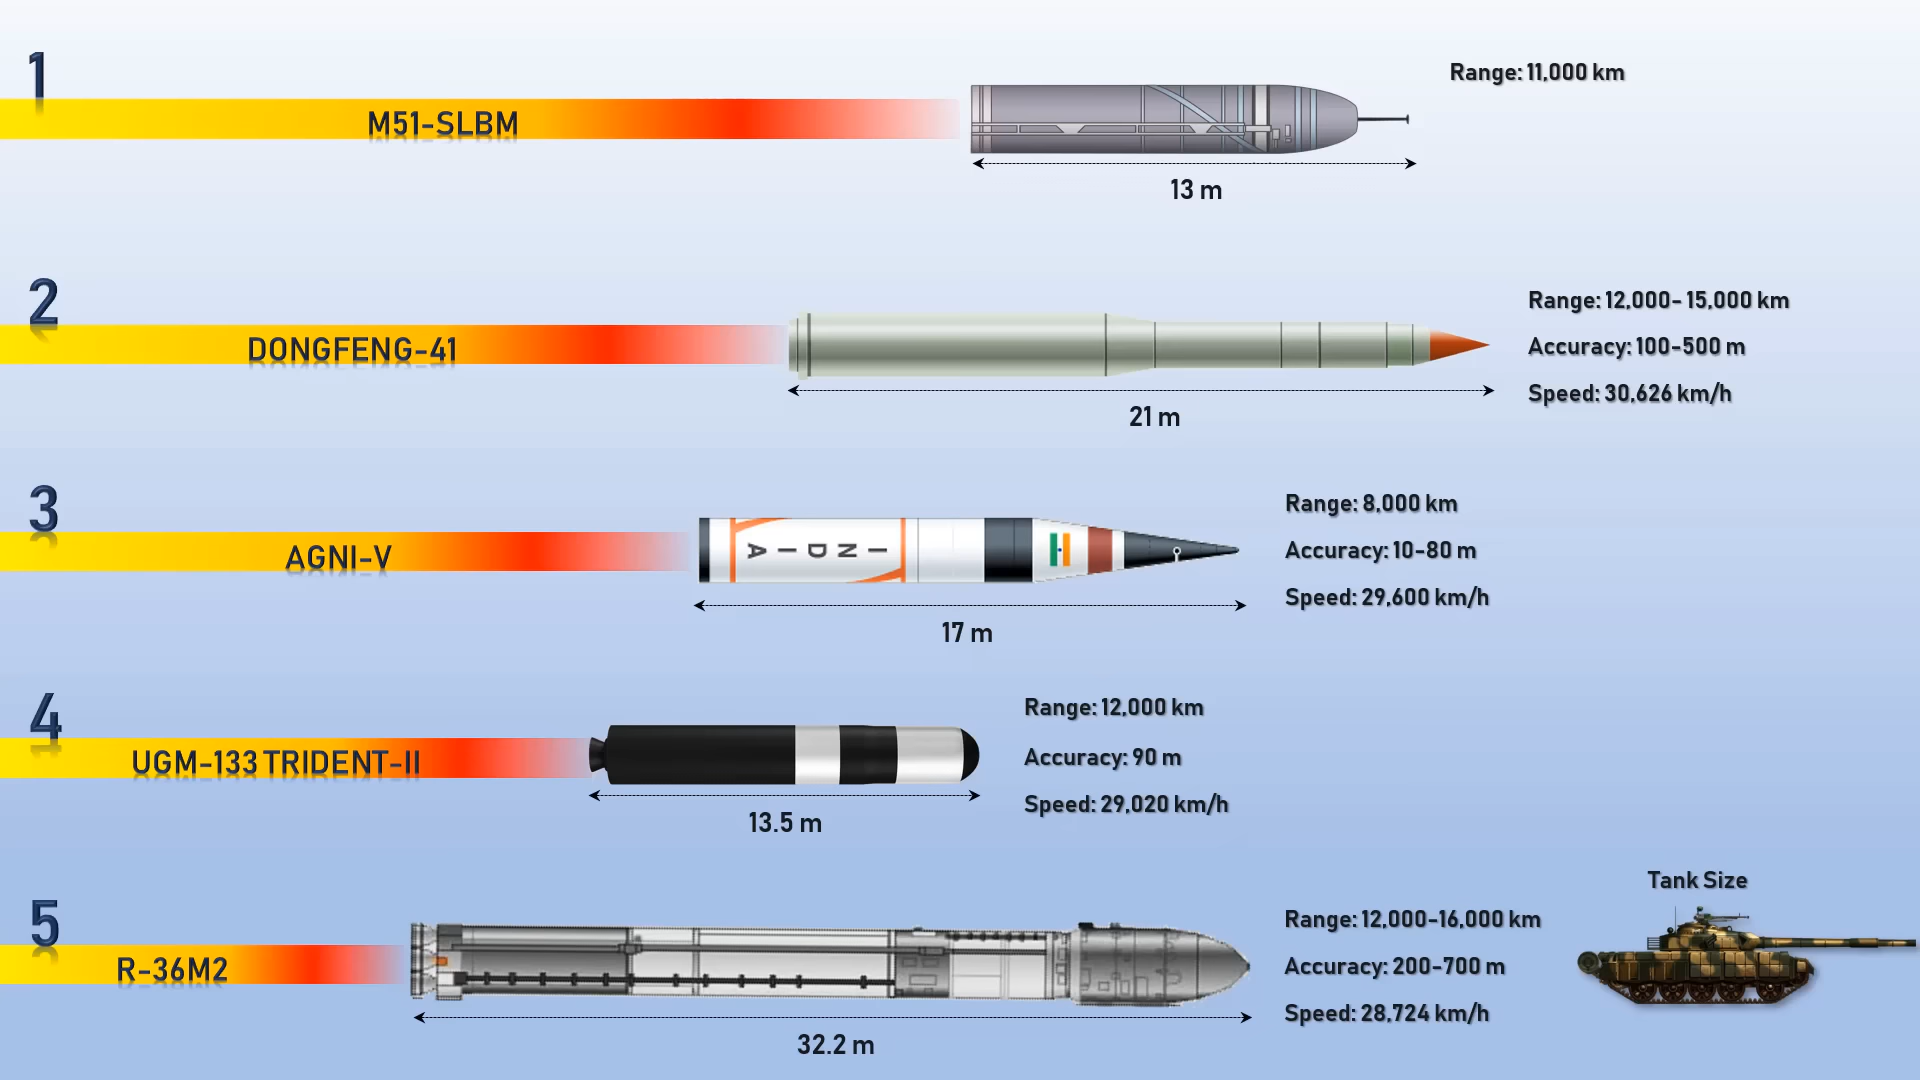 1
M51-SLBM
Range: 11,000 km
13 m
2
DONGFENG-41
Range: 12,000- 15,000 km
Accuracy: 100-500 m
Speed: 30,626 km/h
21 m
3
AGNI-V
INDIA
Range: 8,000 km
Accuracy: 10-80 m
Speed: 29,600 km/h
17 m
4
UGM-133 TRIDENT-II
Range: 12,000 km
Accuracy: 90 m
Speed: 29,020 km/h
13.5 m
5
R-36M2
Range: 12,000-16,000 km
Accuracy: 200-700 m
Speed: 28,724 km/h
32.2 m
Tank Size